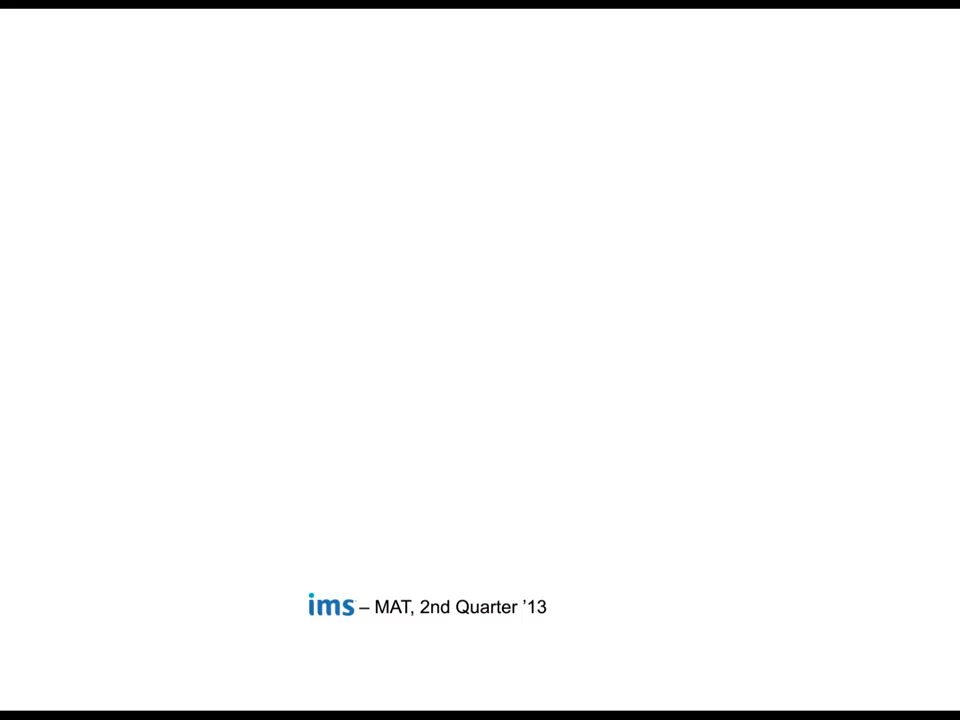 ims – MAT, 2nd Quarter ’13